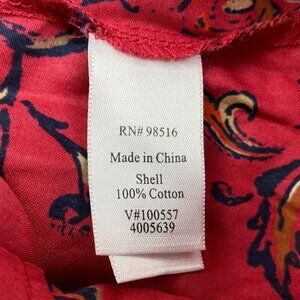 RN# 98516
Made in China
Shell
100% Cotton
V#100557
4005639